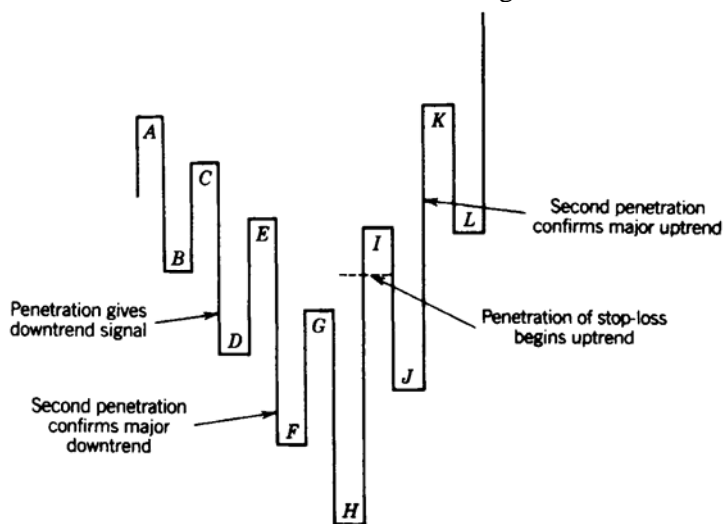 A
K
C
E
L
Second penetration
confirms major uptrend
B
I
Penetration gives
downtrend signal
Penetration of stop-loss
begins uptrend
G
D
J
Second penetration
confirms major
downtrend
F
H